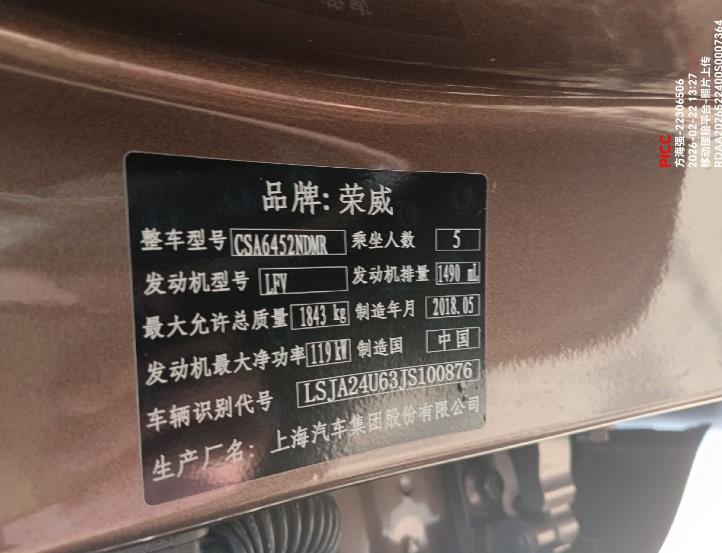 品牌: 荣威
整车型号 CSA6452NDMR 乘坐人数 5
发动机型号 LFV 发动机排量 1490 mL
最大允许总质量 1843 kg 制造年月 2018.05
发动机最大净功率 119 kW 制造国 中国
车辆识别代号 LSJA24U63JS100876
生产厂名: 上海汽车集团股份有限公司
PICC
方海强-22306506
2026-02-22 13:27
移动理赔平台-照片上传